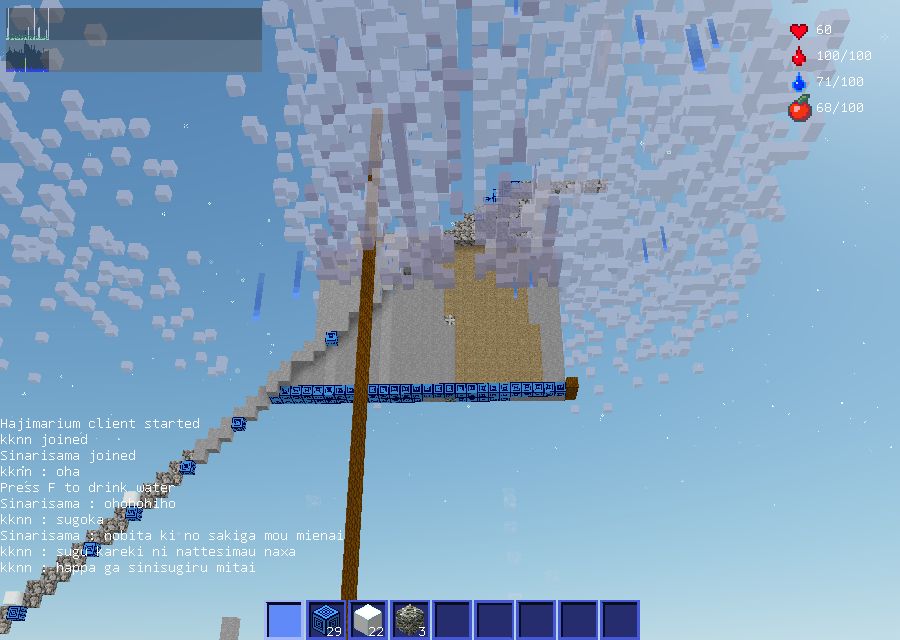 60
100/100
71/100
68/100
Hajimarium client started
kknn joined
Sinarisama joined
kknn : oha
Press F to drink water
Sinarisama : ohohohiho
kknn : sugoka
Sinarisama : nobita ki no sakiga mou mienai
kknn : sugu kareki ni nattesimau naxa
kknn : happa ga sinisugiru mitai
29
22
3